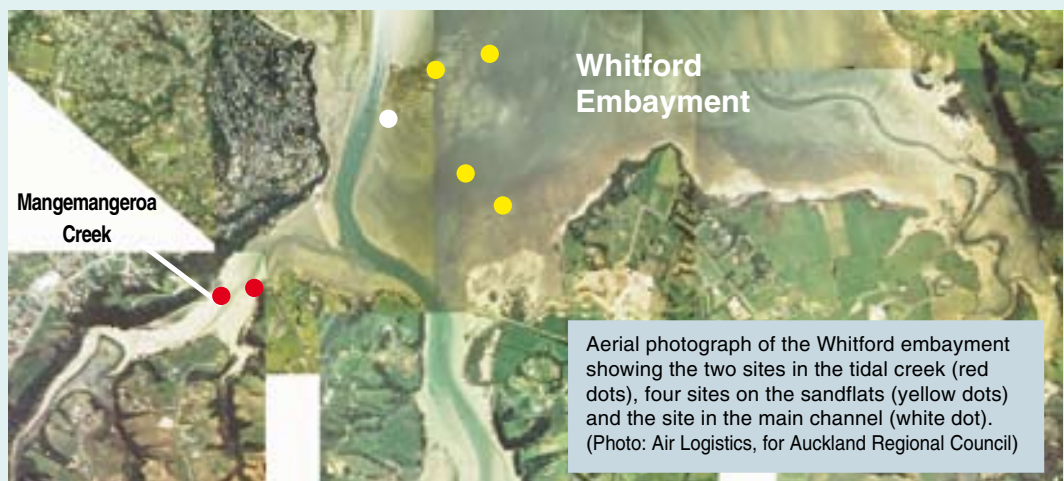 Whitford
Embayment
Mangemangeroa
Creek
Aerial photograph of the Whitford embayment
showing the two sites in the tidal creek (red
dots), four sites on the sandflats (yellow dots)
and the site in the main channel (white dot).
(Photo: Air Logistics, for Auckland Regional Council)